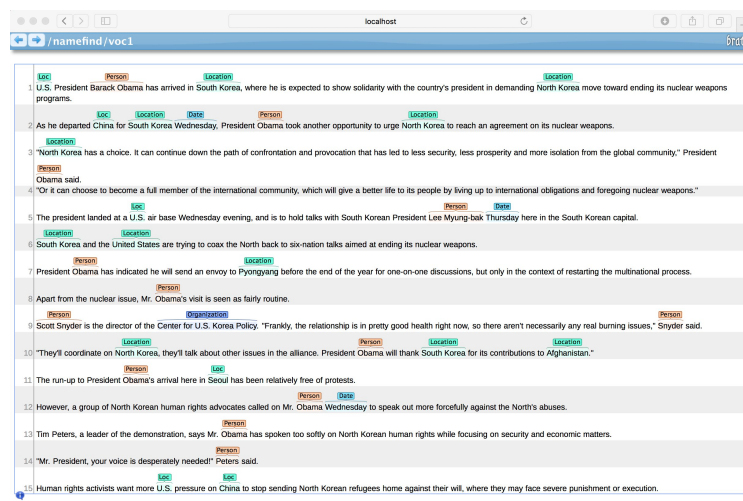 localhost
/namefind/voc1
brat
Loc Person Location Location
1 U.S. President Barack Obama has arrived in South Korea, where he is expected to show solidarity with the country's president in demanding North Korea move toward ending its nuclear weapons
programs.
Loc Location Date Person Location
2 As he departed China for South Korea Wednesday, President Obama took another opportunity to urge North Korea to reach an agreement on its nuclear weapons.
Location
3 "North Korea has a choice. It can continue down the path of confrontation and provocation that has led to less security, less prosperity and more isolation from the global community," President
Person
Obama said.
4 "Or it can choose to become a full member of the international community, which will give a better life to its people by living up to international obligations and foregoing nuclear weapons."
Loc Person Date
5 The president landed at a U.S. air base Wednesday evening, and is to hold talks with South Korean President Lee Myung-bak Thursday here in the South Korean capital.
Location Location
6 South Korea and the United States are trying to coax the North back to six-nation talks aimed at ending its nuclear weapons.
Person Location
7 President Obama has indicated he will send an envoy to Pyongyang before the end of the year for one-on-one discussions, but only in the context of restarting the multinational process.
Person
8 Apart from the nuclear issue, Mr. Obama's visit is seen as fairly routine.
Person Organization Person
9 Scott Snyder is the director of the Center for U.S. Korea Policy. "Frankly, the relationship is in pretty good health right now, so there aren't necessarily any real burning issues," Snyder said.
Location Person Location Location
10 "They'll coordinate on North Korea, they'll talk about other issues in the alliance. President Obama will thank South Korea for its contributions to Afghanistan."
Person Loc
11 The run-up to President Obama's arrival here in Seoul has been relatively free of protests.
Person Date
12 However, a group of North Korean human rights advocates called on Mr. Obama Wednesday to speak out more forcefully against the North's abuses.
Person
13 Tim Peters, a leader of the demonstration, says Mr. Obama has spoken too softly on North Korean human rights while focusing on security and economic matters.
Person
14 "Mr. President, your voice is desperately needed!" Peters said.
Loc Loc
15 Human rights activists want more U.S. pressure on China to stop sending North Korean refugees home against their will, where they may face severe punishment or execution.